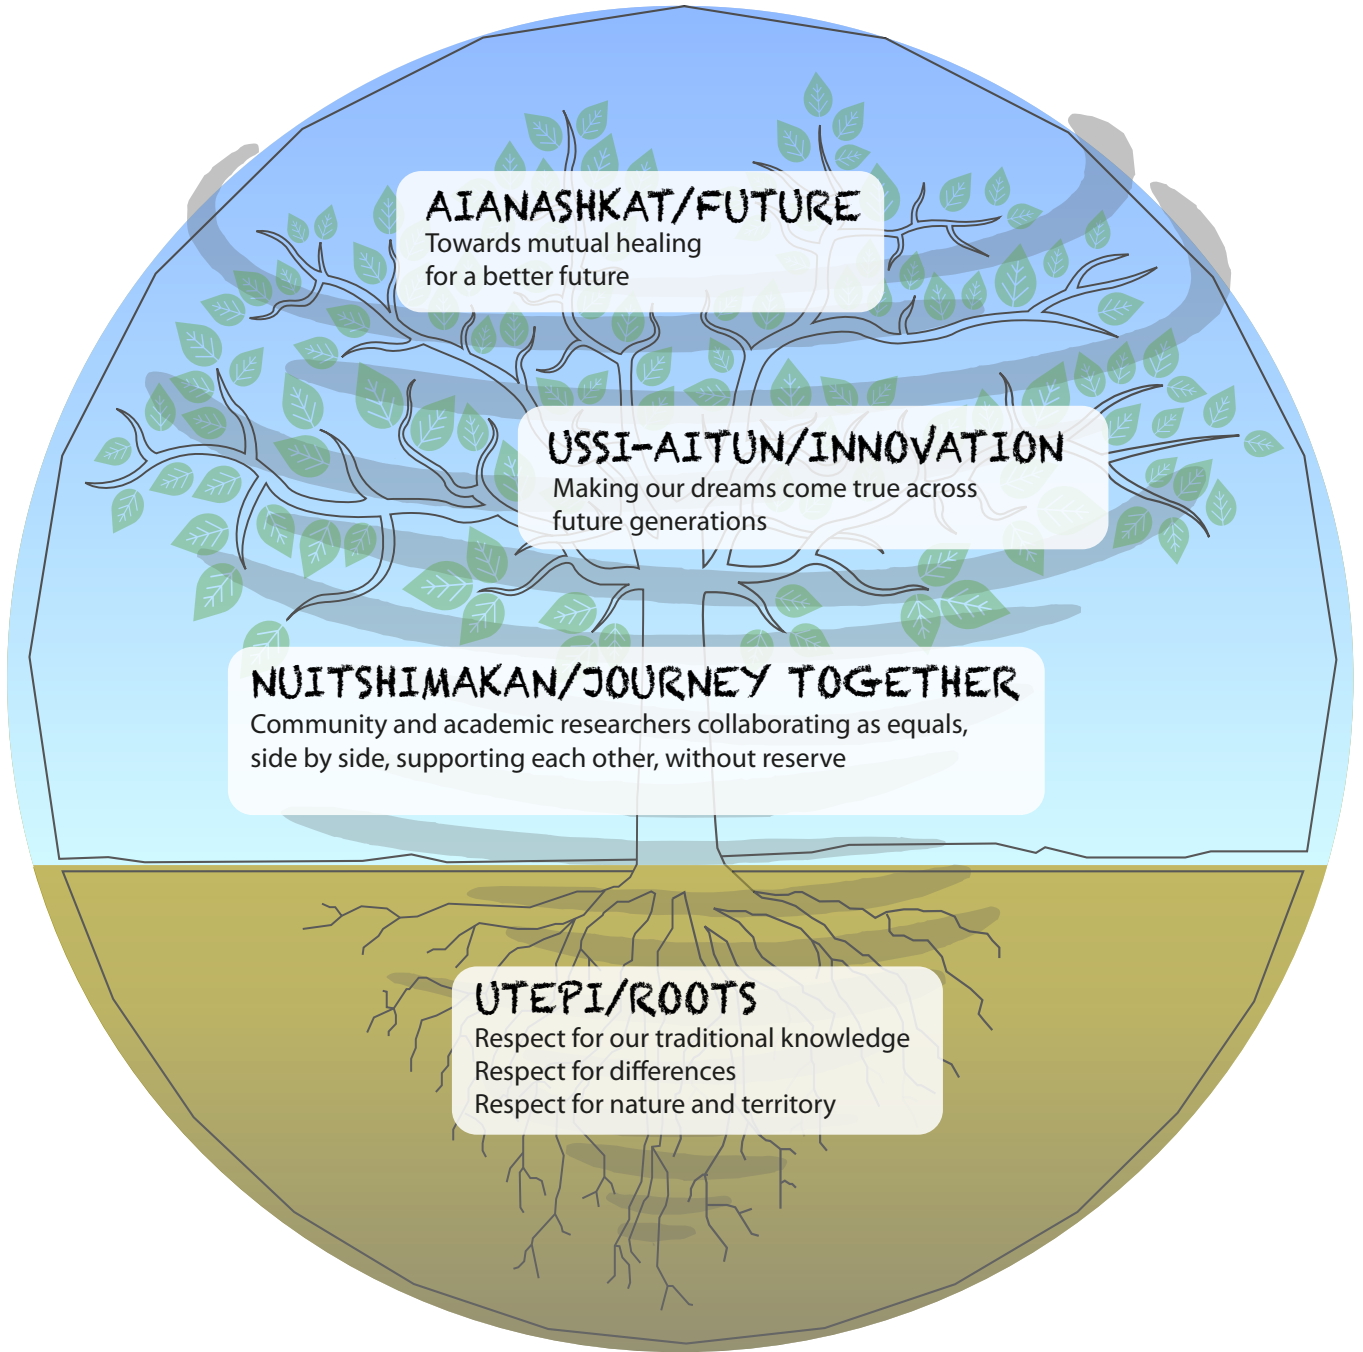 AIANASHKAT/FUTURE
Towards mutual healing
for a better future
USSI-AITUN/INNOVATION
Making our dreams come true across
future generations
NUITSHIMAKAN/JOURNEY TOGETHER
Community and academic researchers collaborating as equals,
side by side, supporting each other, without reserve
UTEPI/ROOTS
Respect for our traditional knowledge
Respect for differences
Respect for nature and territory